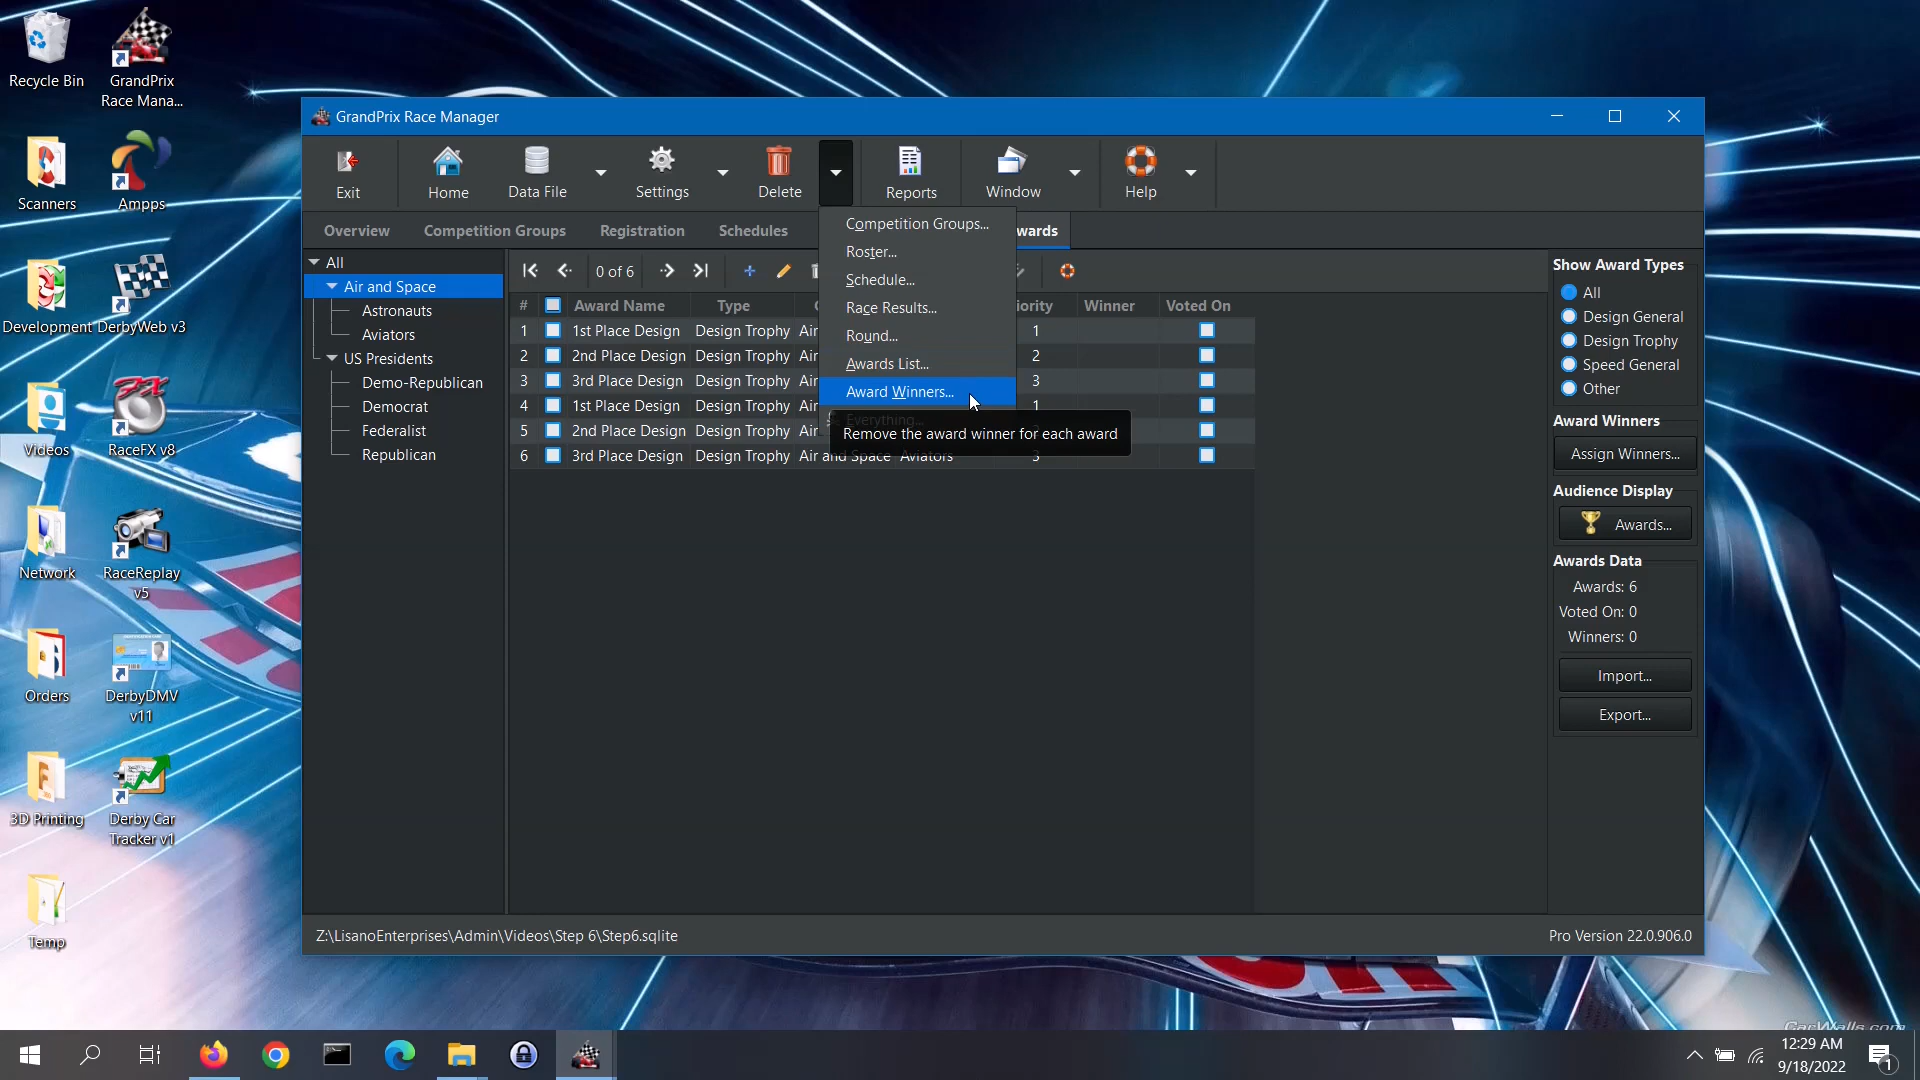 Recycle Bin
GrandPrix
Race Mana...
Scanners
Ampps
Development
DerbyWeb v3
Videos
RaceFX v8
Network
RaceReplay
v5
Orders
DerbyDMV
v11
3D Printing
Derby Car
Tracker v1
Temp
GrandPrix Race Manager
Exit
Home
Data File
Settings
Delete
Reports
Window
Help
Overview
Competition Groups
Registration
Schedules
wards
Competition Groups...
Roster...
Schedule...
Race Results...
Round...
Awards List...
Award Winners...
Everything...
Remove the award winner for each award
All
Air and Space
Astronauts
Aviators
US Presidents
Demo-Republican
Democrat
Federalist
Republican
0 of 6
# Award Name Type iority Winner Voted On
1 1st Place Design Design Trophy Air 1
2 2nd Place Design Design Trophy Air 2
3 3rd Place Design Design Trophy Air 3
4 1st Place Design Design Trophy Air 1
5 2nd Place Design Design Trophy Air
6 3rd Place Design Design Trophy Air and Space Aviators 3
Show Award Types
All
Design General
Design Trophy
Speed General
Other
Award Winners
Assign Winners...
Audience Display
Awards...
Awards Data
Awards: 6
Voted On: 0
Winners: 0
Import...
Export...
Z:\LisanoEnterprises\Admin\Videos\Step 6\Step6.sqlite
Pro Version 22.0.906.0
CarWalls.com
12:29 AM
9/18/2022
1